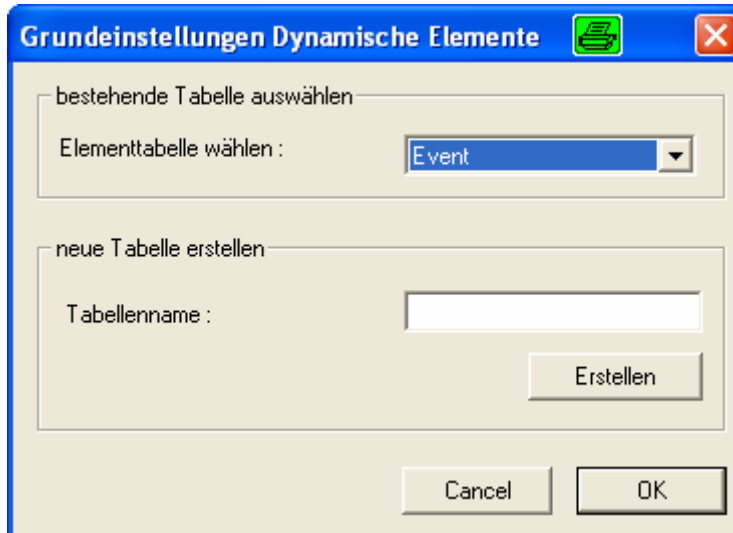 Grundeinstellungen Dynamische Elemente
bestehende Tabelle auswählen
Elementtabelle wählen :
Event
neue Tabelle erstellen
Tabellenname :
Erstellen
Cancel
OK